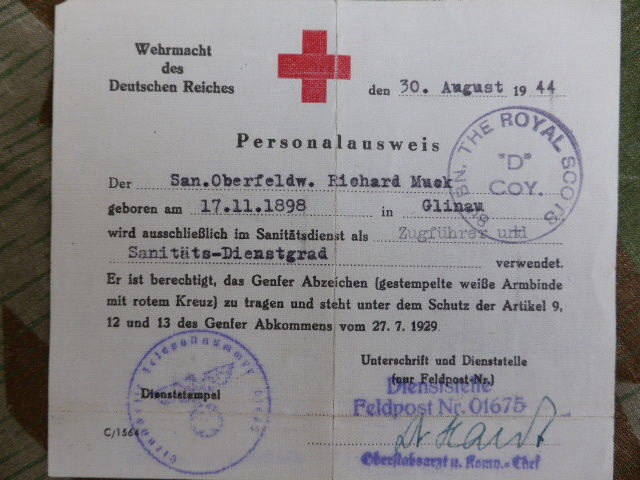 Wehrmacht
des
Deutschen Reiches
den 30. August 1944
Personalausweis
BN. THE ROYAL SCOTS
"D"
COY.
Der San.Oberfeldw. Richard Musk
geboren am 17.11.1898 in Glinau
wird ausschließlich im Sanitätsdienst als Zugführer und
Sanitäts-Dienstgrad verwendet.
Er ist berechtigt, das Genfer Abzeichen (gestempelte weiße Armbinde
mit rotem Kreuz) zu tragen und steht unter dem Schutz der Artikel 9,
12 und 13 des Genfer Abkommens vom 27. 7. 1929.
Unterschrift und Dienststelle
(nur Feldpost-Nr.)
Dienststelle
Feldpost Nr. 01675
Dienststempel
C/1564
Oberstabsarzt u. Komp.-Chef